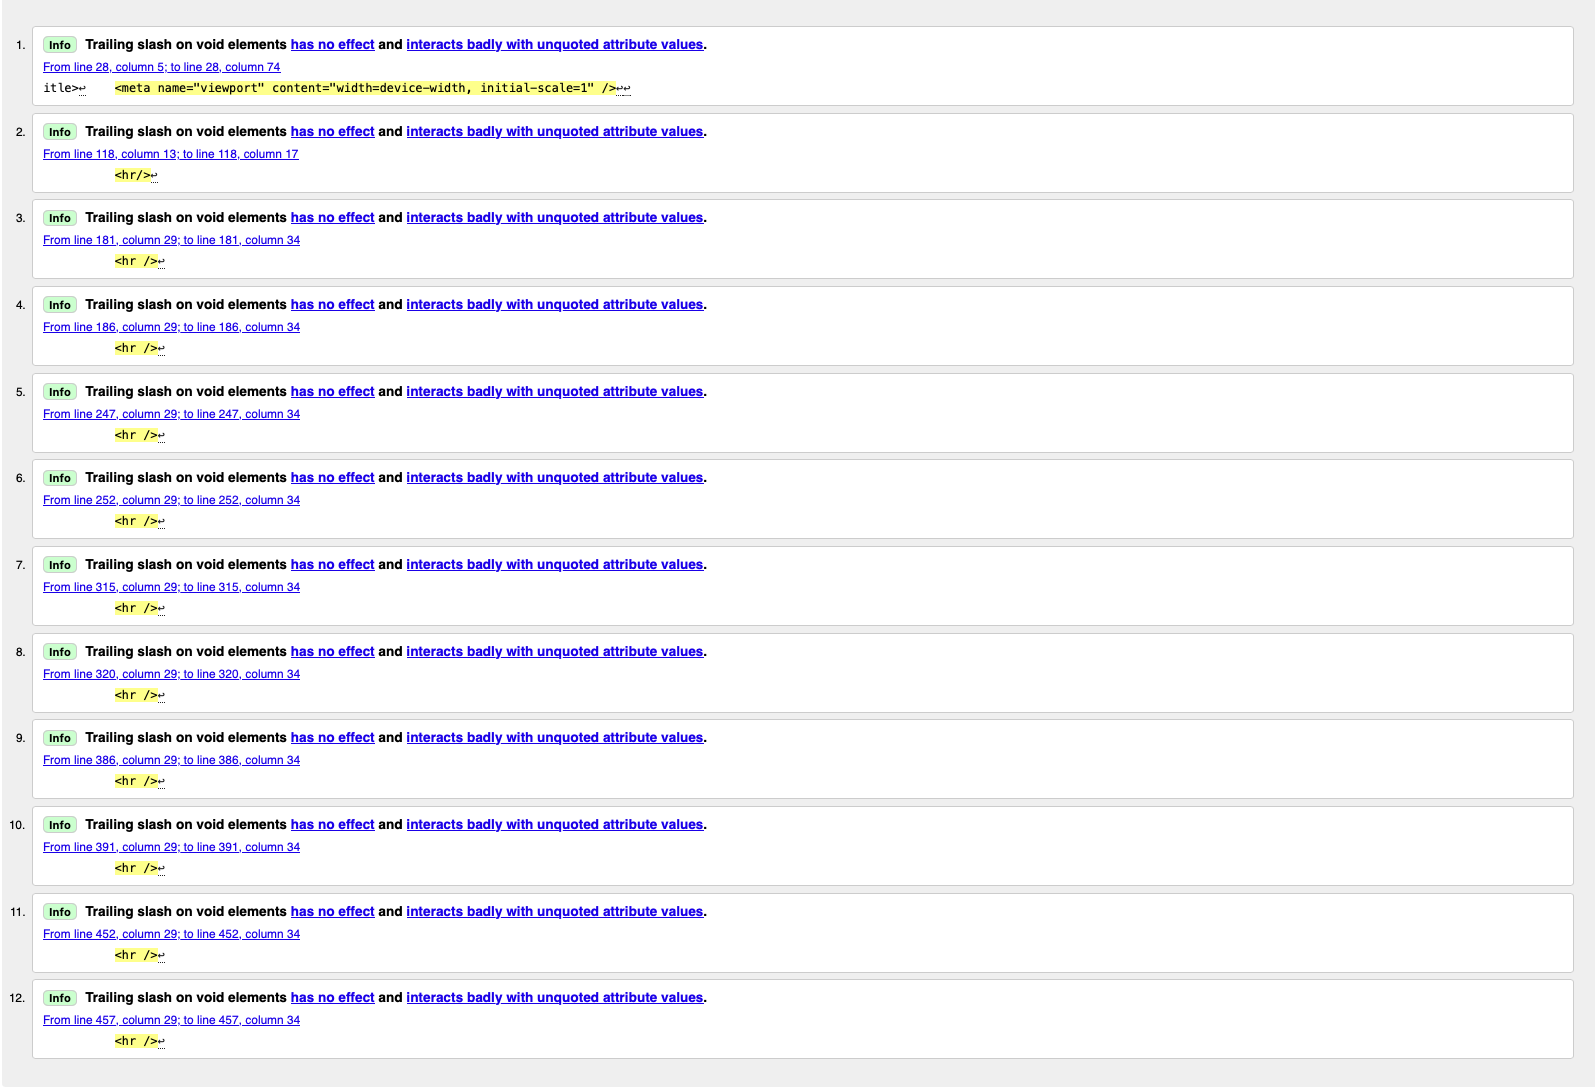 1. Info Trailing slash on void elements has no effect and interacts badly with unquoted attribute values.
From line 28, column 5; to line 28, column 74
itle>↩    <meta name="viewport" content="width=device-width, initial-scale=1" />↩↩
2. Info Trailing slash on void elements has no effect and interacts badly with unquoted attribute values.
From line 118, column 13; to line 118, column 17
<hr/>↩
3. Info Trailing slash on void elements has no effect and interacts badly with unquoted attribute values.
From line 181, column 29; to line 181, column 34
<hr />↩
4. Info Trailing slash on void elements has no effect and interacts badly with unquoted attribute values.
From line 186, column 29; to line 186, column 34
<hr />↩
5. Info Trailing slash on void elements has no effect and interacts badly with unquoted attribute values.
From line 247, column 29; to line 247, column 34
<hr />↩
6. Info Trailing slash on void elements has no effect and interacts badly with unquoted attribute values.
From line 252, column 29; to line 252, column 34
<hr />↩
7. Info Trailing slash on void elements has no effect and interacts badly with unquoted attribute values.
From line 315, column 29; to line 315, column 34
<hr />↩
8. Info Trailing slash on void elements has no effect and interacts badly with unquoted attribute values.
From line 320, column 29; to line 320, column 34
<hr />↩
9. Info Trailing slash on void elements has no effect and interacts badly with unquoted attribute values.
From line 386, column 29; to line 386, column 34
<hr />↩
10. Info Trailing slash on void elements has no effect and interacts badly with unquoted attribute values.
From line 391, column 29; to line 391, column 34
<hr />↩
11. Info Trailing slash on void elements has no effect and interacts badly with unquoted attribute values.
From line 452, column 29; to line 452, column 34
<hr />↩
12. Info Trailing slash on void elements has no effect and interacts badly with unquoted attribute values.
From line 457, column 29; to line 457, column 34
<hr />↩